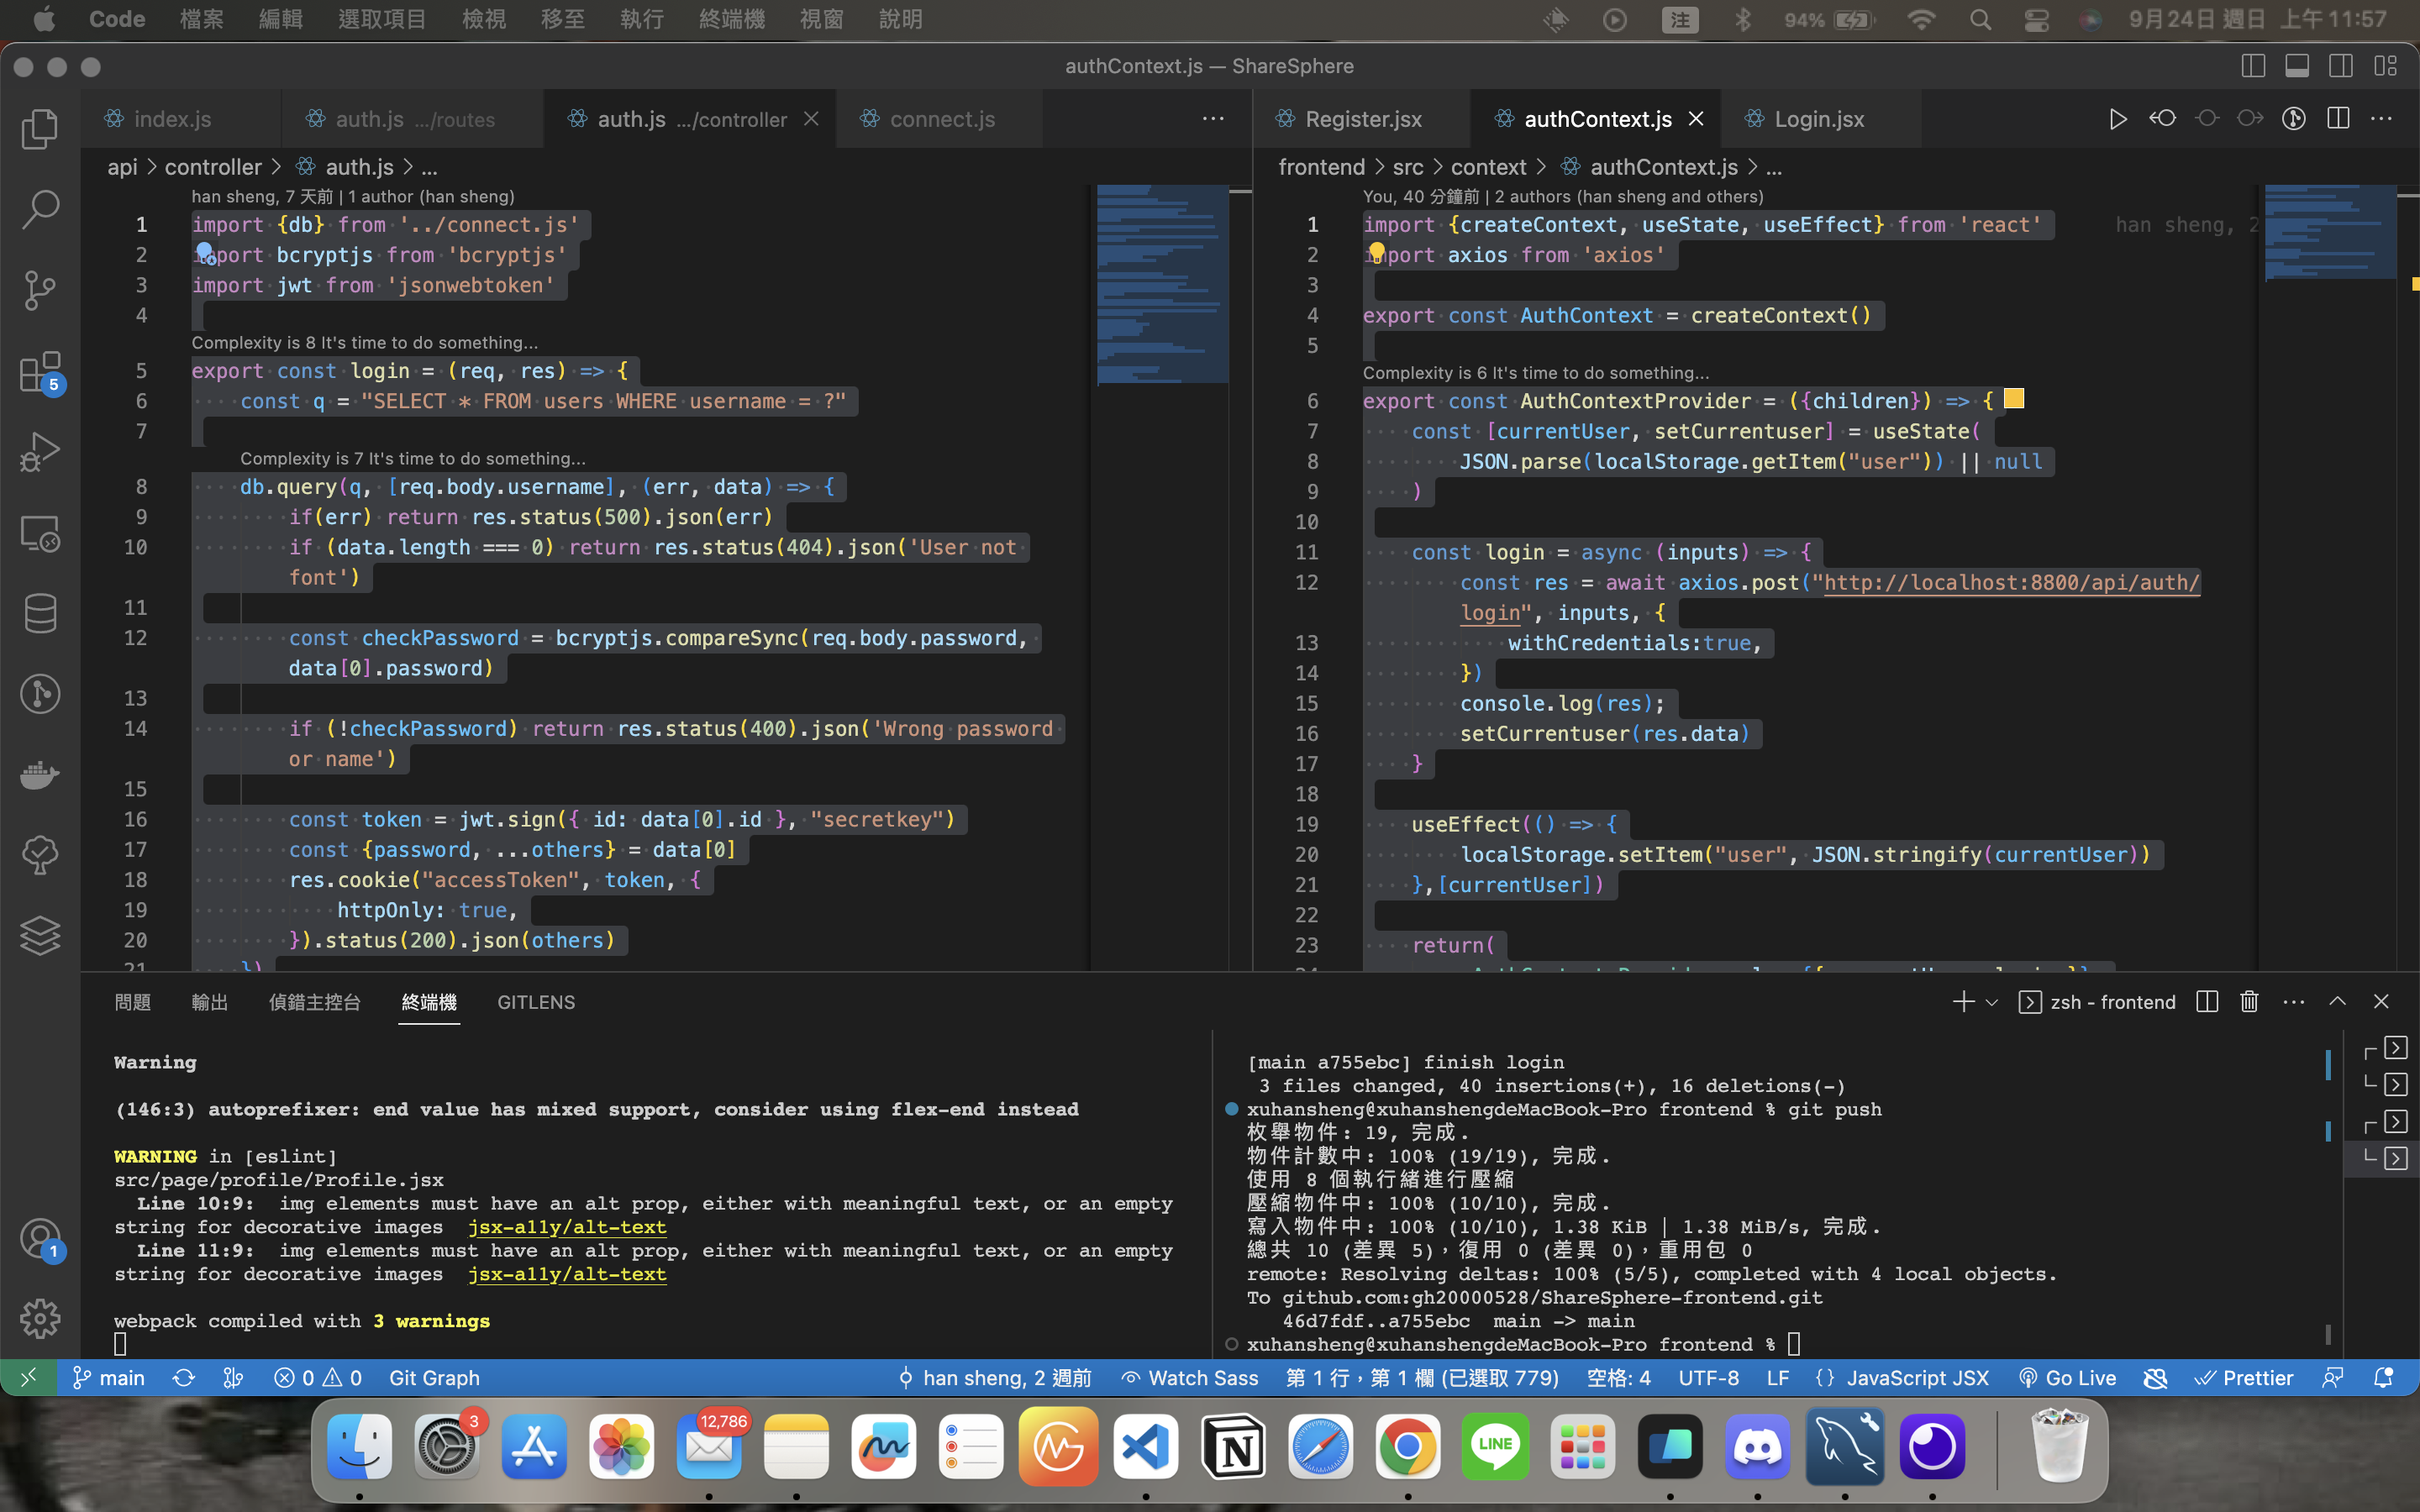 Code 檔案 編輯 選取項目 檢視 移至 執行 終端機 視窗 說明 注 94% 9月24日 週日 上午 11:57
authContext.js — ShareSphere
index.js auth.js .../routes auth.js .../controller connect.js ... Register.jsx authContext.js Login.jsx
api > controller > auth.js > ...
han sheng, 7 天前 | 1 author (han sheng)
1 import {db} from '../connect.js'
2 import bcryptjs from 'bcryptjs'
3 import jwt from 'jsonwebtoken'
4
Complexity is 8 It's time to do something...
5 export const login = (req, res) => {
6 const q = "SELECT * FROM users WHERE username = ?"
7
Complexity is 7 It's time to do something...
8 db.query(q, [req.body.username], (err, data) => {
9 if(err) return res.status(500).json(err)
10 if (data.length === 0) return res.status(404).json('User not
font')
11
12 const checkPassword = bcryptjs.compareSync(req.body.password,
data[0].password)
13
14 if (!checkPassword) return res.status(400).json('Wrong password
or name')
15
16 const token = jwt.sign({ id: data[0].id }, "secretkey")
17 const {password, ...others} = data[0]
18 res.cookie("accessToken", token, {
19 httpOnly: true,
20 }).status(200).json(others)
21 })
frontend > src > context > authContext.js > ...
You, 40 分鐘前 | 2 authors (han sheng and others)
1 import {createContext, useState, useEffect} from 'react' han sheng, 2
2 import axios from 'axios'
3
4 export const AuthContext = createContext()
5
Complexity is 6 It's time to do something...
6 export const AuthContextProvider = ({children}) => {
7 const [currentUser, setCurrentuser] = useState(
8 JSON.parse(localStorage.getItem("user")) || null
9 )
10
11 const login = async (inputs) => {
12 const res = await axios.post("http://localhost:8800/api/auth/
login", inputs, {
13 withCredentials:true,
14 })
15 console.log(res);
16 setCurrentuser(res.data)
17 }
18
19 useEffect(() => {
20 localStorage.setItem("user", JSON.stringify(currentUser))
21 },[currentUser])
22
23 return(
問題 輸出 偵錯主控台 終端機 GITLENS zsh - frontend
Warning
(146:3) autoprefixer: end value has mixed support, consider using flex-end instead
WARNING in [eslint]
src/page/profile/Profile.jsx
Line 10:9: img elements must have an alt prop, either with meaningful text, or an empty
string for decorative images jsx-a11y/alt-text
Line 11:9: img elements must have an alt prop, either with meaningful text, or an empty
string for decorative images jsx-a11y/alt-text
webpack compiled with 3 warnings
[main a755ebc] finish login
3 files changed, 40 insertions(+), 16 deletions(-)
xuhansheng@xuhanshengdeMacBook-Pro frontend % git push
枚舉物件: 19, 完成.
物件計數中: 100% (19/19), 完成.
使用 8 個執行緒進行壓縮
壓縮物件中: 100% (10/10), 完成.
寫入物件中: 100% (10/10), 1.38 KiB | 1.38 MiB/s, 完成.
總共 10 (差異 5)，復用 0 (差異 0)，重用包 0
remote: Resolving deltas: 100% (5/5), completed with 4 local objects.
To github.com:gh20000528/ShareSphere-frontend.git
46d7fdf..a755ebc main -> main
xuhansheng@xuhanshengdeMacBook-Pro frontend %
5
1
main 0 0 Git Graph han sheng, 2 週前 Watch Sass 第 1 行，第 1 欄 (已選取 779) 空格: 4 UTF-8 LF {} JavaScript JSX Go Live Prettier
3 12,786 LINE